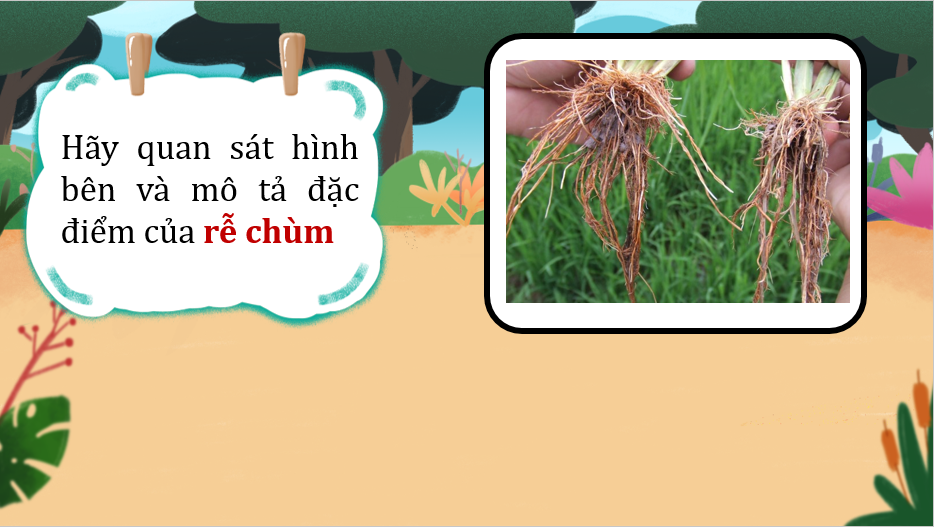 Hãy quan sát hình
bên và mô tả đặc
điểm của rễ chùm